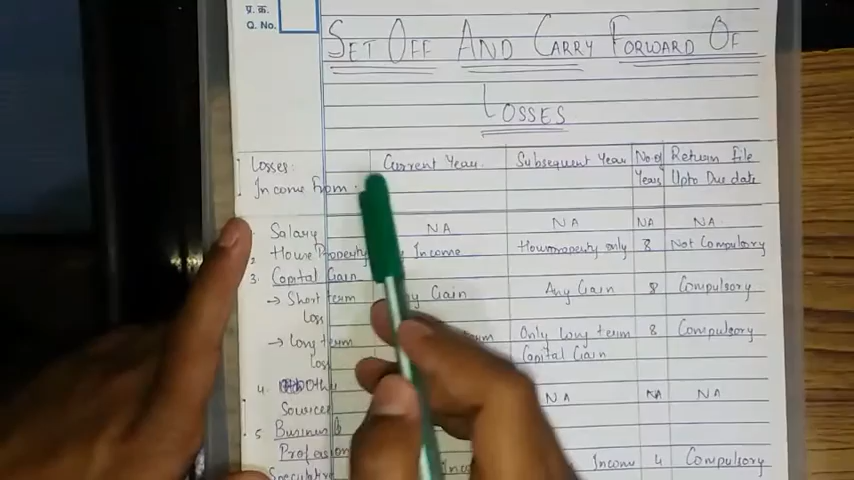 प्र. क्र.
Q. No.
SET OFF AND CARRY FORWARD OF
LOSSES
Losses: Current Year. Subsequent Year No of Return file
Income From Years Upto Due date
Salary NA NA NA NA
2 House Property Income only 8 Not Compulsory
3. Capital Gain
→ Short term Gain Any Gain 8 Compulsory
Loss
→ Long term Only long term 8 Compulsory
Loss Capital Gain
4. NA NA NA
Sources
5 Business
Profession
Speculative Income 4 Compulsory